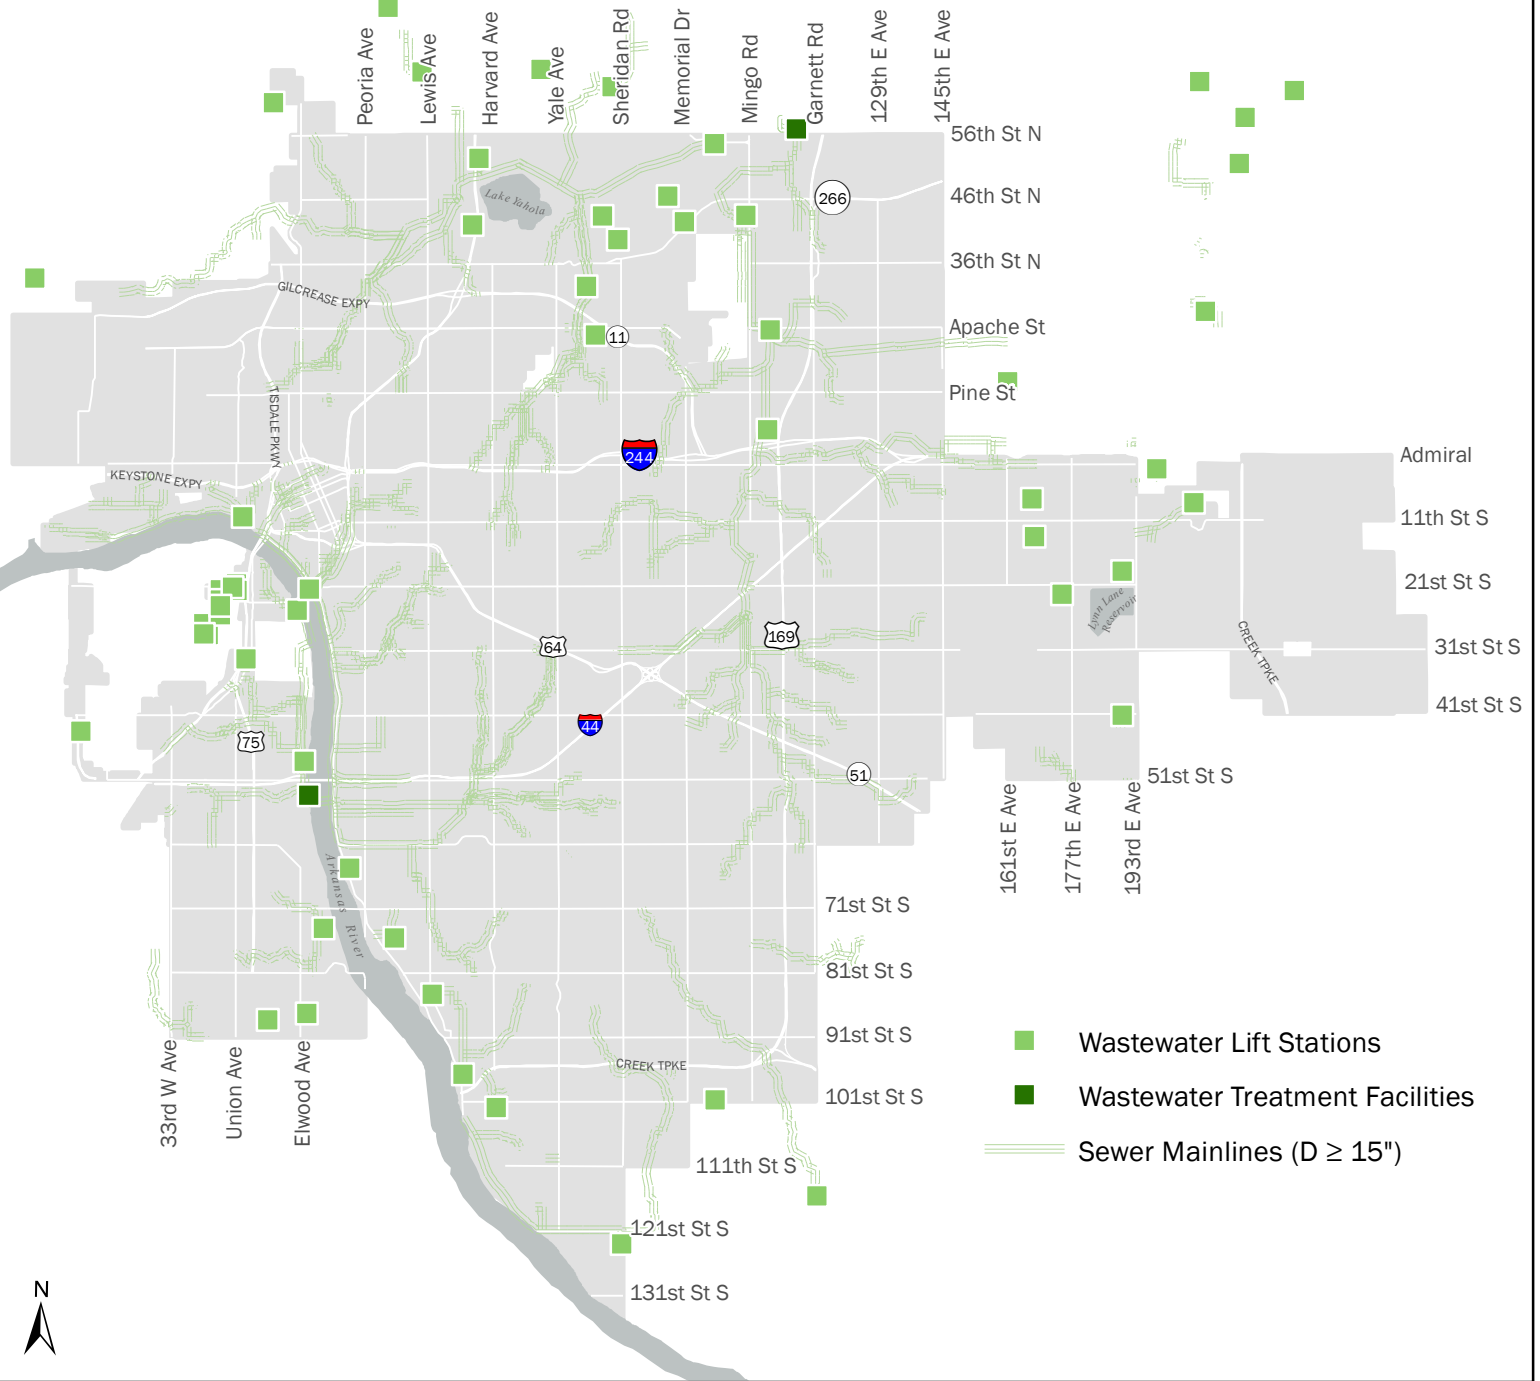 Peoria Ave
Lewis Ave
Harvard Ave
Yale Ave
Sheridan Rd
Memorial Dr
Mingo Rd
Garnett Rd
129th E Ave
145th E Ave
56th St N
46th St N
266
Lake Yahola
36th St N
GILCREASE EXPY
11
Apache St
Pine St
TISDALE PKWY
244
Admiral
KEYSTONE EXPY
11th St S
21st St S
Lynn Lane
Reservoir
169
64
31st St S
CREEK TPKE
41st St S
44
75
51
51st St S
161st E Ave
177th E Ave
193rd E Ave
Arkansas River
71st St S
81st St S
91st St S
CREEK TPKE
101st St S
33rd W Ave
Union Ave
Elwood Ave
111th St S
121st St S
131st St S
Wastewater Lift Stations
Wastewater Treatment Facilities
Sewer Mainlines (D ≥ 15")
N